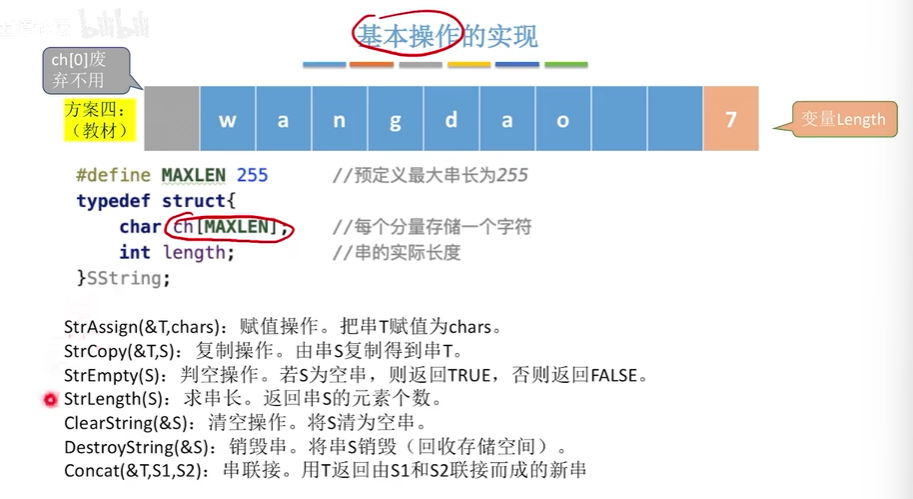 bilibili
基本操作的实现
ch[0]废
弃不用
方案四：
（教材）
w a n g d a o 7
变量Length
#define MAXLEN 255 //预定义最大串长为255
typedef struct{
char ch[MAXLEN]; //每个分量存储一个字符
int length; //串的实际长度
}SString;
StrAssign(&T,chars)：赋值操作。把串T赋值为chars。
StrCopy(&T,S)：复制操作。由串S复制得到串T。
StrEmpty(S)：判空操作。若S为空串，则返回TRUE，否则返回FALSE。
StrLength(S)：求串长。返回串S的元素个数。
ClearString(&S)：清空操作。将S清为空串。
DestroyString(&S)：销毁串。将串S销毁（回收存储空间）。
Concat(&T,S1,S2)：串联接。用T返回由S1和S2联接而成的新串